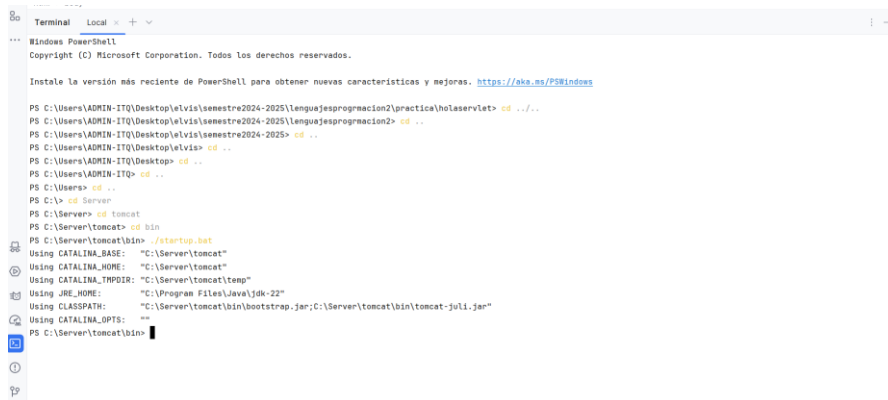 Terminal Local × +
Windows PowerShell
Copyright (C) Microsoft Corporation. Todos los derechos reservados.
Instale la versión más reciente de PowerShell para obtener nuevas características y mejoras. https://aka.ms/PSWindows
PS C:\Users\ADMIN-ITQ\Desktop\elvis\semestre2024-2025\lenguajesprogrmacion2\practica\holaservlet> cd ../..
PS C:\Users\ADMIN-ITQ\Desktop\elvis\semestre2024-2025\lenguajesprogrmacion2> cd ..
PS C:\Users\ADMIN-ITQ\Desktop\elvis\semestre2024-2025> cd ..
PS C:\Users\ADMIN-ITQ\Desktop\elvis> cd ..
PS C:\Users\ADMIN-ITQ\Desktop> cd ..
PS C:\Users\ADMIN-ITQ> cd ..
PS C:\Users> cd ..
PS C:\> cd Server
PS C:\Server> cd tomcat
PS C:\Server\tomcat> cd bin
PS C:\Server\tomcat\bin> ./startup.bat
Using CATALINA_BASE: "C:\Server\tomcat"
Using CATALINA_HOME: "C:\Server\tomcat"
Using CATALINA_TMPDIR: "C:\Server\tomcat\temp"
Using JRE_HOME: "C:\Program Files\Java\jdk-22"
Using CLASSPATH: "C:\Server\tomcat\bin\bootstrap.jar;C:\Server\tomcat\bin\tomcat-juli.jar"
Using CATALINA_OPTS: ""
PS C:\Server\tomcat\bin>